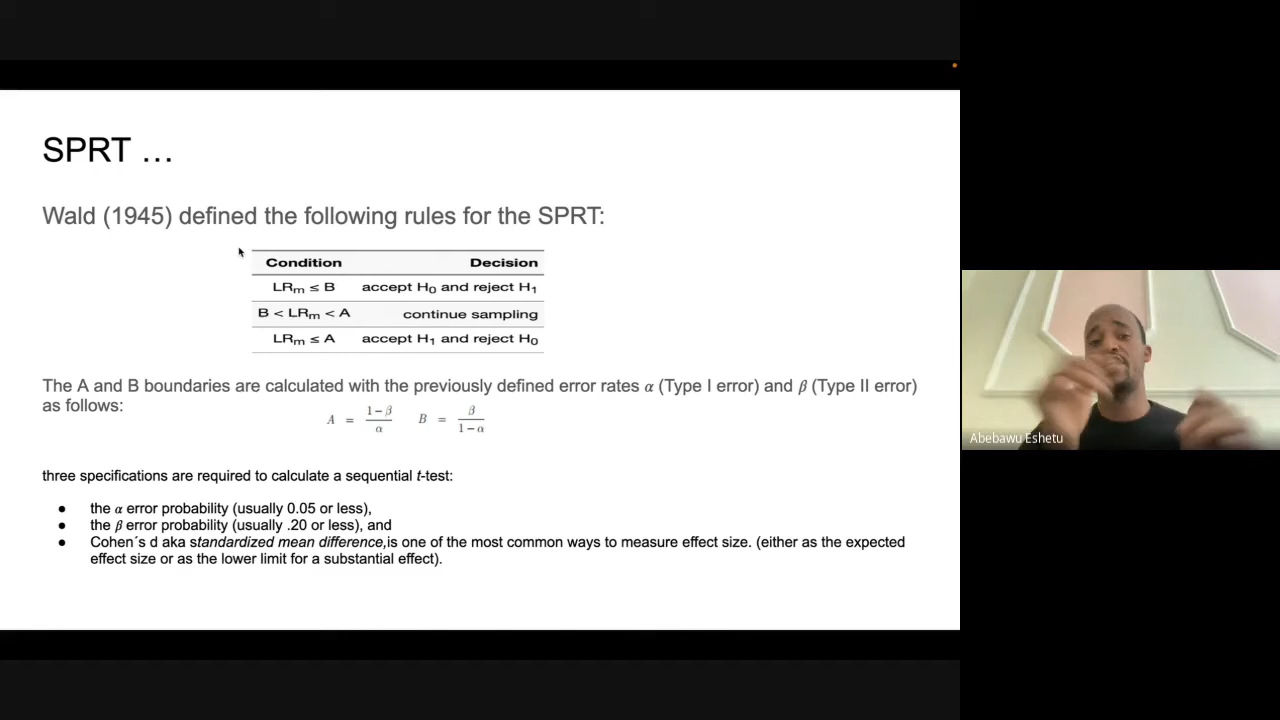 SPRT …
Wald (1945) defined the following rules for the SPRT:
Condition Decision
LRm ≤ B accept H0 and reject H1
B < LRm < A continue sampling
LRm ≤ A accept H1 and reject H0
The A and B boundaries are calculated with the previously defined error rates α (Type I error) and β (Type II error)
as follows:
A = 1−β / α B = β / 1−α
three specifications are required to calculate a sequential t-test:
● the α error probability (usually 0.05 or less),
● the β error probability (usually .20 or less), and
● Cohen´s d aka standardized mean difference,is one of the most common ways to measure effect size. (either as the expected
effect size or as the lower limit for a substantial effect).
Abebawu Eshetu